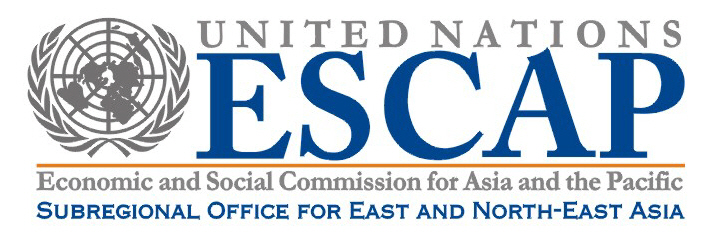 UNITED NATIONS
ESCAP
Economic and Social Commission for Asia and the Pacific
SUBREGIONAL OFFICE FOR EAST AND NORTH-EAST ASIA